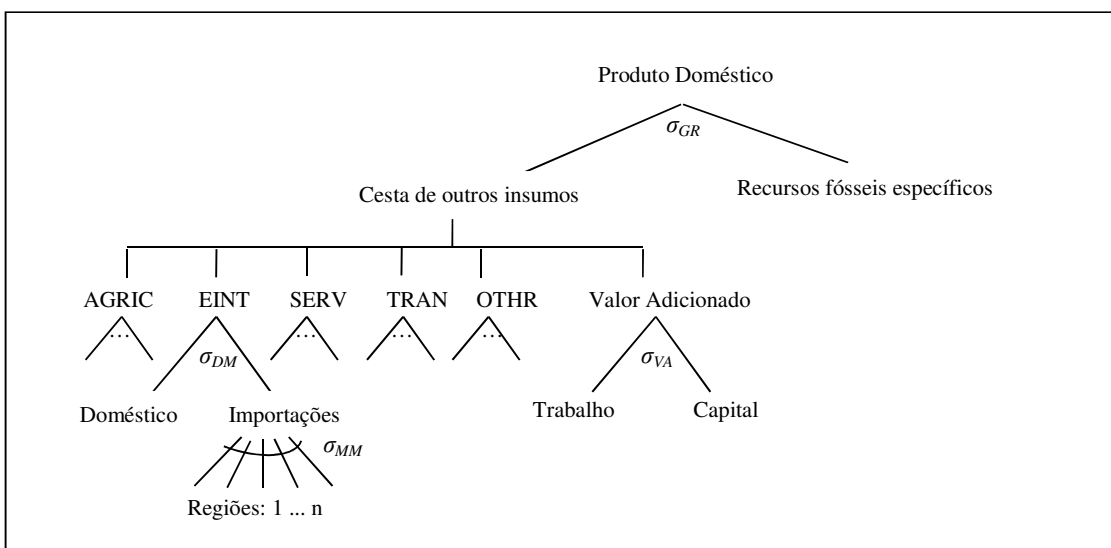 Produto Doméstico
σGR
Cesta de outros insumos
Recursos fósseis específicos
AGRIC EINT SERV TRAN OTHR Valor Adicionado
... ... ... ...
σDM σVA
Doméstico Importações Trabalho Capital
σMM
Regiões: 1 ... n